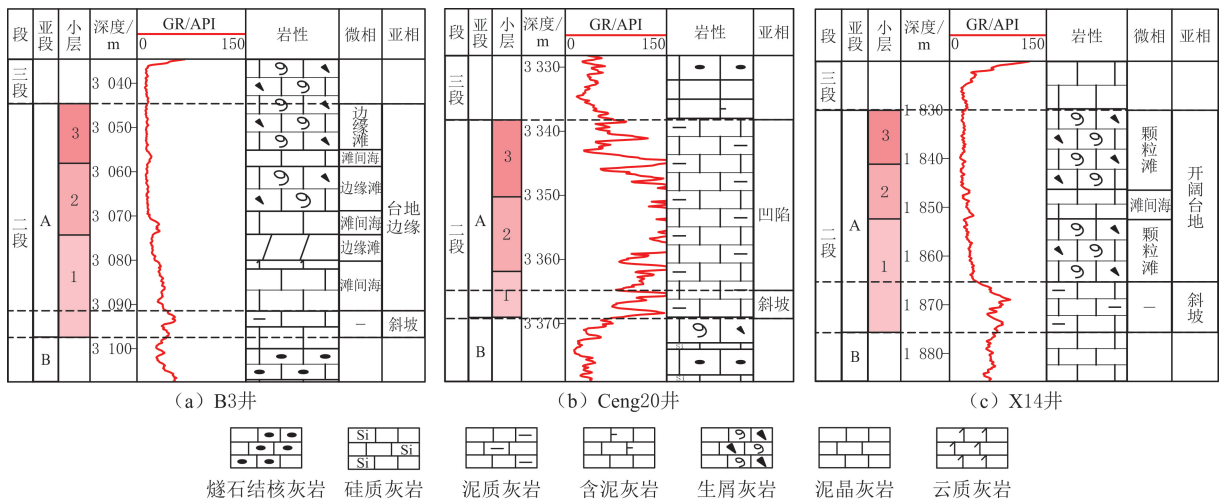 段 亚段 小层 深度/m GR/API 0 150 岩性 微相 亚相
三段
二段
A
B
3
2
1
3 040
3 050
3 060
3 070
3 080
3 090
3 100
边缘滩
滩间海
边缘滩
滩间海
边缘滩
滩间海
—
台地边缘
斜坡
(a) B3井
段 亚段 小层 深度/m GR/API 0 150 岩性 亚相
三段
二段
A
B
3
2
1
3 330
3 340
3 350
3 360
3 370
Si
Si
凹陷
斜坡
(b) Ceng20井
段 亚段 小层 深度/m GR/API 0 150 岩性 微相 亚相
三段
二段
A
B
3
2
1
1 830
1 840
1 850
1 860
1 870
1 880
颗粒滩
滩间海
颗粒滩
—
开阔台地
斜坡
(c) X14井
Si
Si
Si
燧石结核灰岩 硅质灰岩 泥质灰岩 含泥灰岩 生屑灰岩 泥晶灰岩 云质灰岩